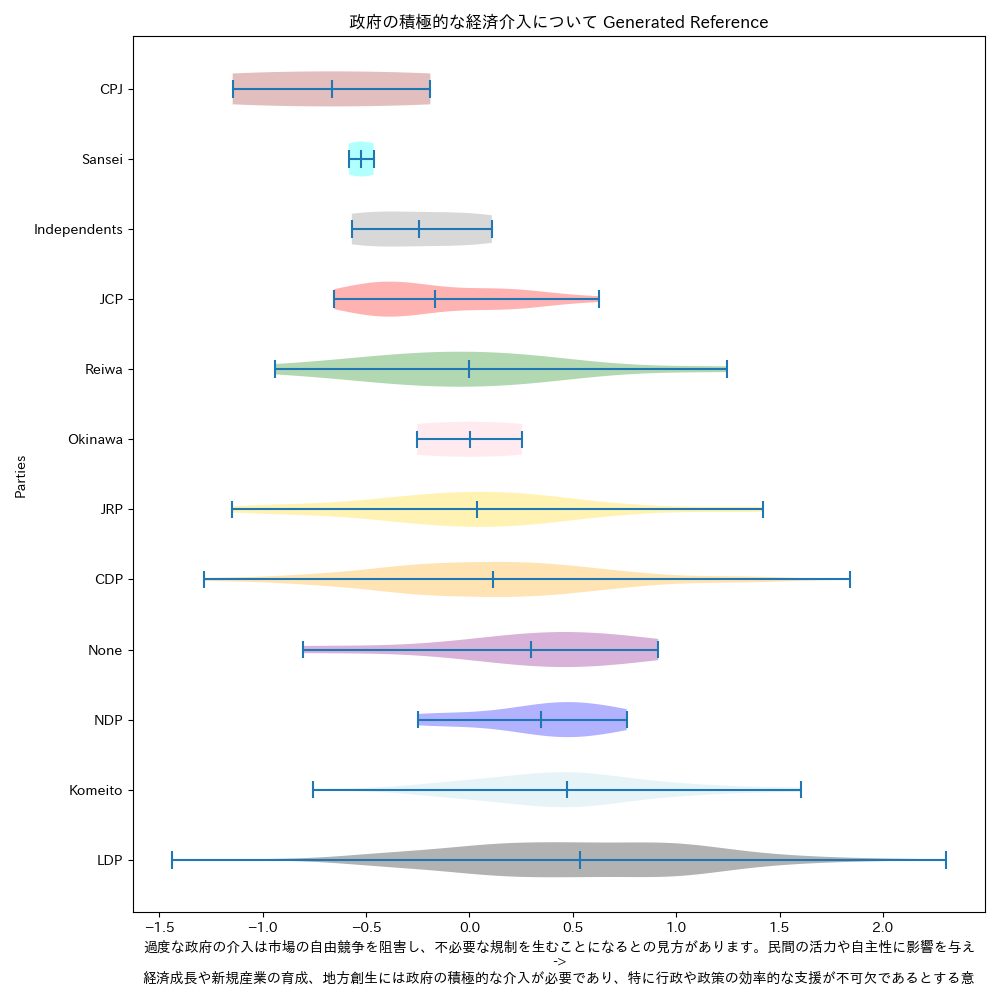 政府の積極的な経済介入について Generated Reference
CPJ
Sansei
Independents
JCP
Reiwa
Okinawa
JRP
CDP
None
NDP
Komeito
LDP
Parties
−1.5 −1.0 −0.5 0.0 0.5 1.0 1.5 2.0
過度な政府の介入は市場の自由競争を阻害し、不必要な規制を生むことになるとの見方があります。民間の活力や自主性に影響を与え
->
経済成長や新規産業の育成、地方創生には政府の積極的な介入が必要であり、特に行政や政策の効率的な支援が不可欠であるとする意